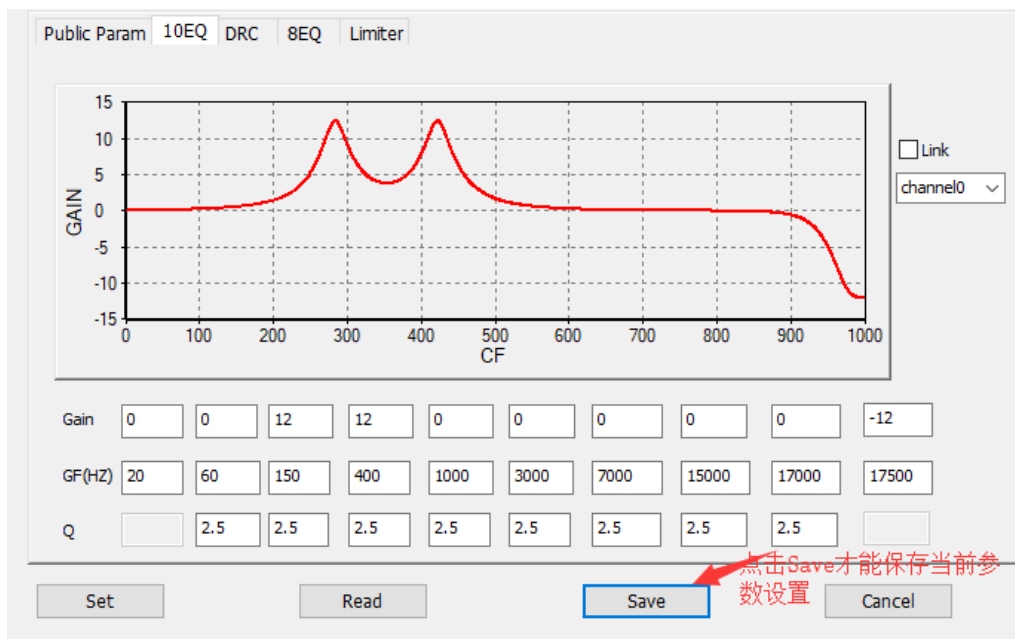 Public Param 10EQ DRC 8EQ Limiter
15
10
5
0
-5
-10
-15
GAIN
0 100 200 300 400 500 600 700 800 900 1000
CF
Link
channel0
Gain 0 0 12 12 0 0 0 0 0 -12
GF(HZ) 20 60 150 400 1000 3000 7000 15000 17000 17500
Q 2.5 2.5 2.5 2.5 2.5 2.5 2.5 2.5
点击Save才能保存当前参
数设置
Set Read Save Cancel